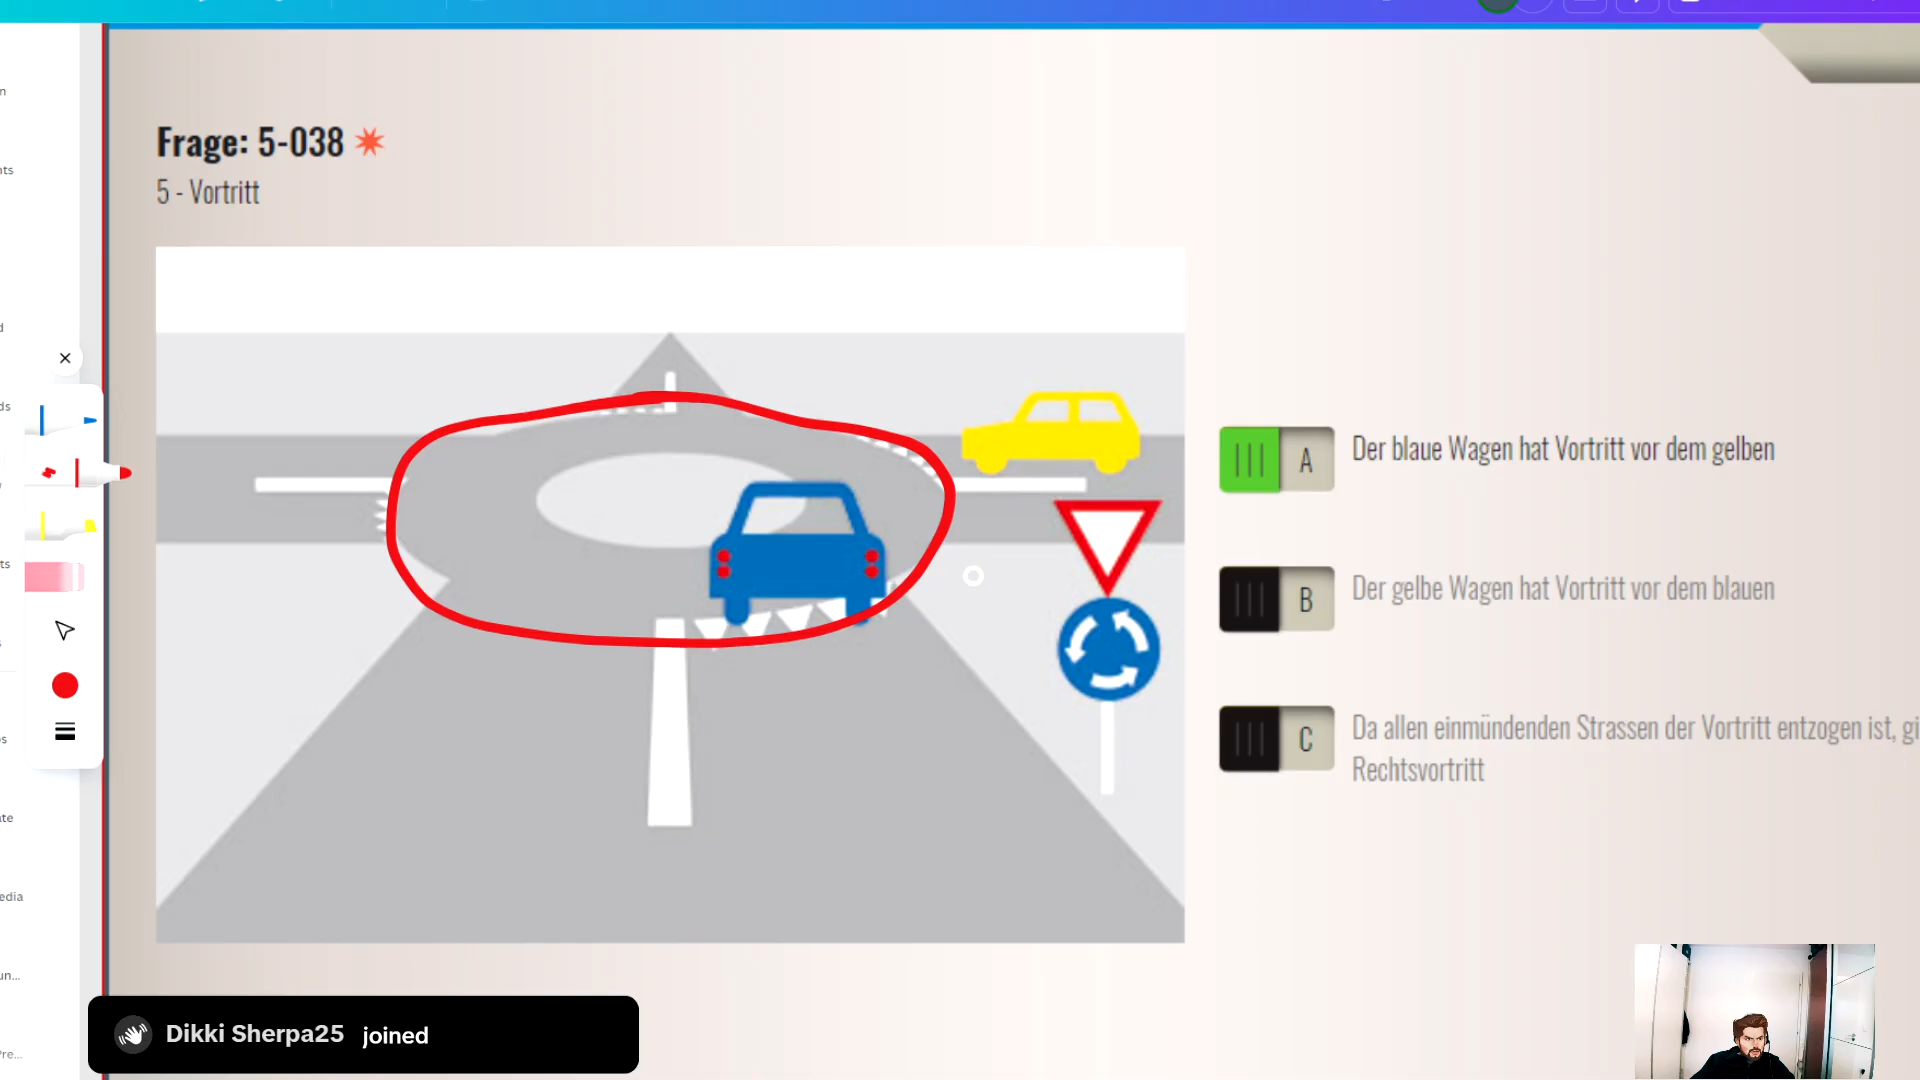 Frage: 5-038
5 - Vortritt
A Der blaue Wagen hat Vortritt vor dem gelben
B Der gelbe Wagen hat Vortritt vor dem blauen
C Da allen einmündenden Strassen der Vortritt entzogen ist, gi
Rechtsvortritt
Dikki Sherpa25 joined